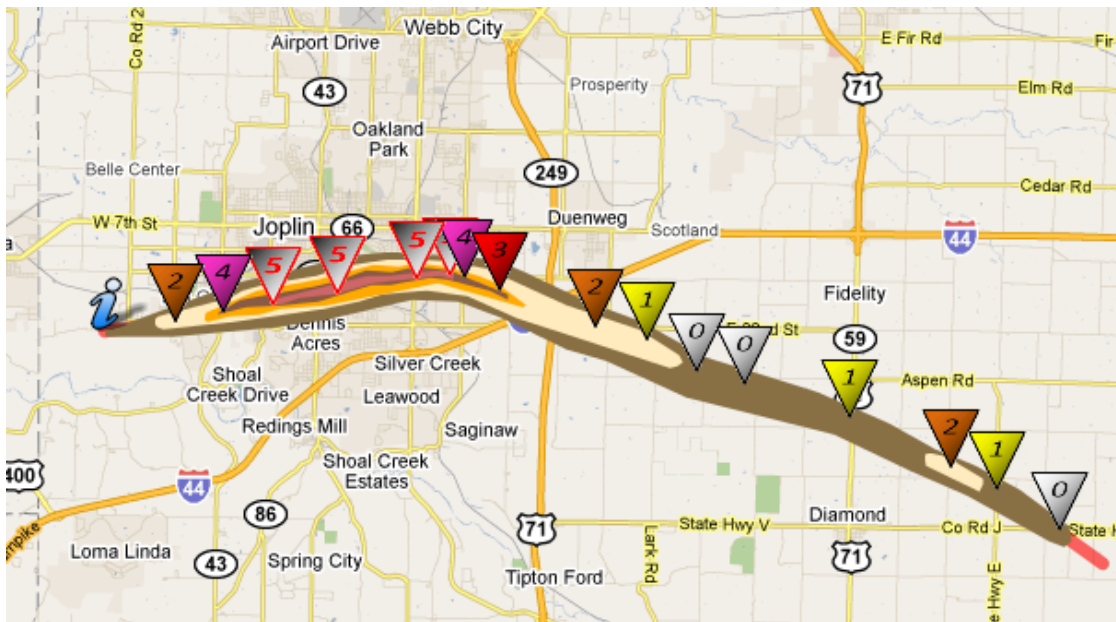 Webb City
Airport Drive
Co Rd 2
E Fir Rd
Fir
43
71
Prosperity
Elm Rd
Oakland
Park
Belle Center
249
Cedar Rd
W 7th St
Joplin
66
Duenweg
Scotland
44
5
4
3
2
4
5
5
i
2
1
Fidelity
0
0
Dennis
Acres
59
Silver Creek
1
Aspen Rd
Shoal
Creek Drive
Leawood
Redings Mill
Saginaw
2
1
Shoal Creek
Estates
400
44
0
86
State Hwy V
Diamond
Co Rd J
State H
71
71
Loma Linda
43
Spring City
Tipton Ford
Lark Rd
e Hwy E